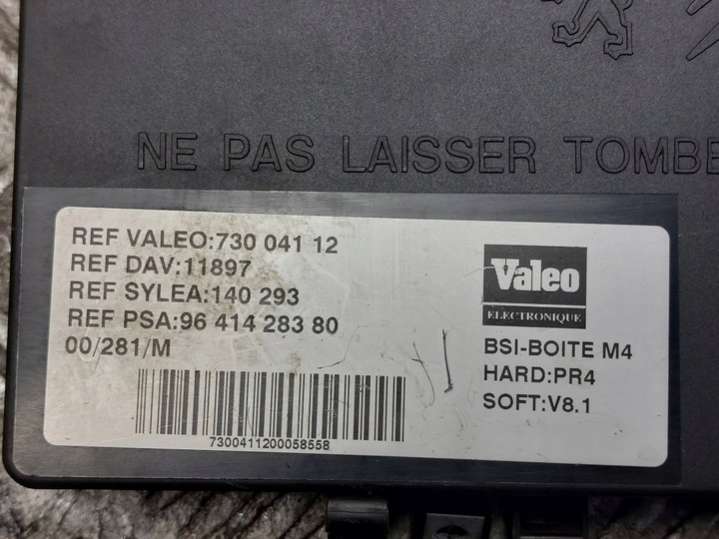 NE PAS LAISSER TOMBE
REF VALEO:730 041 12
REF DAV:11897
REF SYLEA:140 293
REF PSA:96 414 283 80
00/281/M
7300411200058558
Valeo
ELECTRONIQUE
BSI-BOITE M4
HARD:PR4
SOFT:V8.1